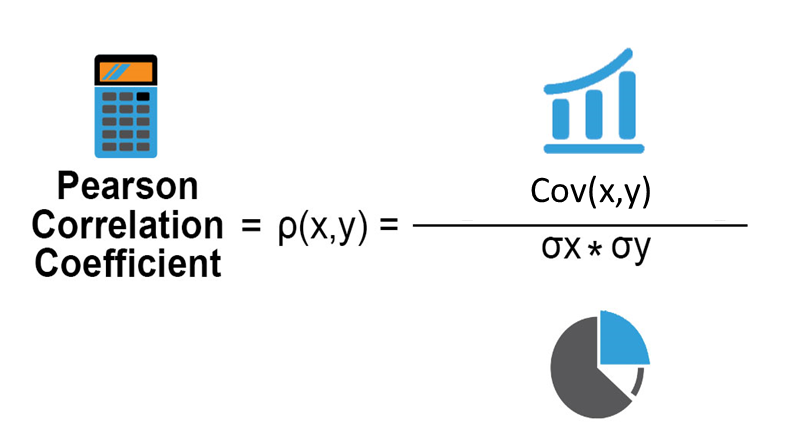 Pearson
Correlation
Coefficient
= ρ(x,y) =
Cov(x,y)
σx * σy